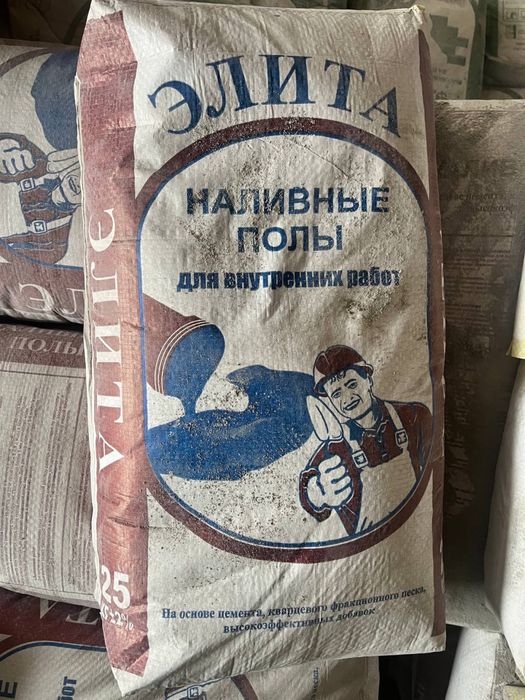 ЭЛИТА
НАЛИВНЫЕ
ПОЛЫ
для внутренних работ
ЭЛИТА
25
На основе цемента, кварцевого фракционного песка,
высокоэффективных добавок